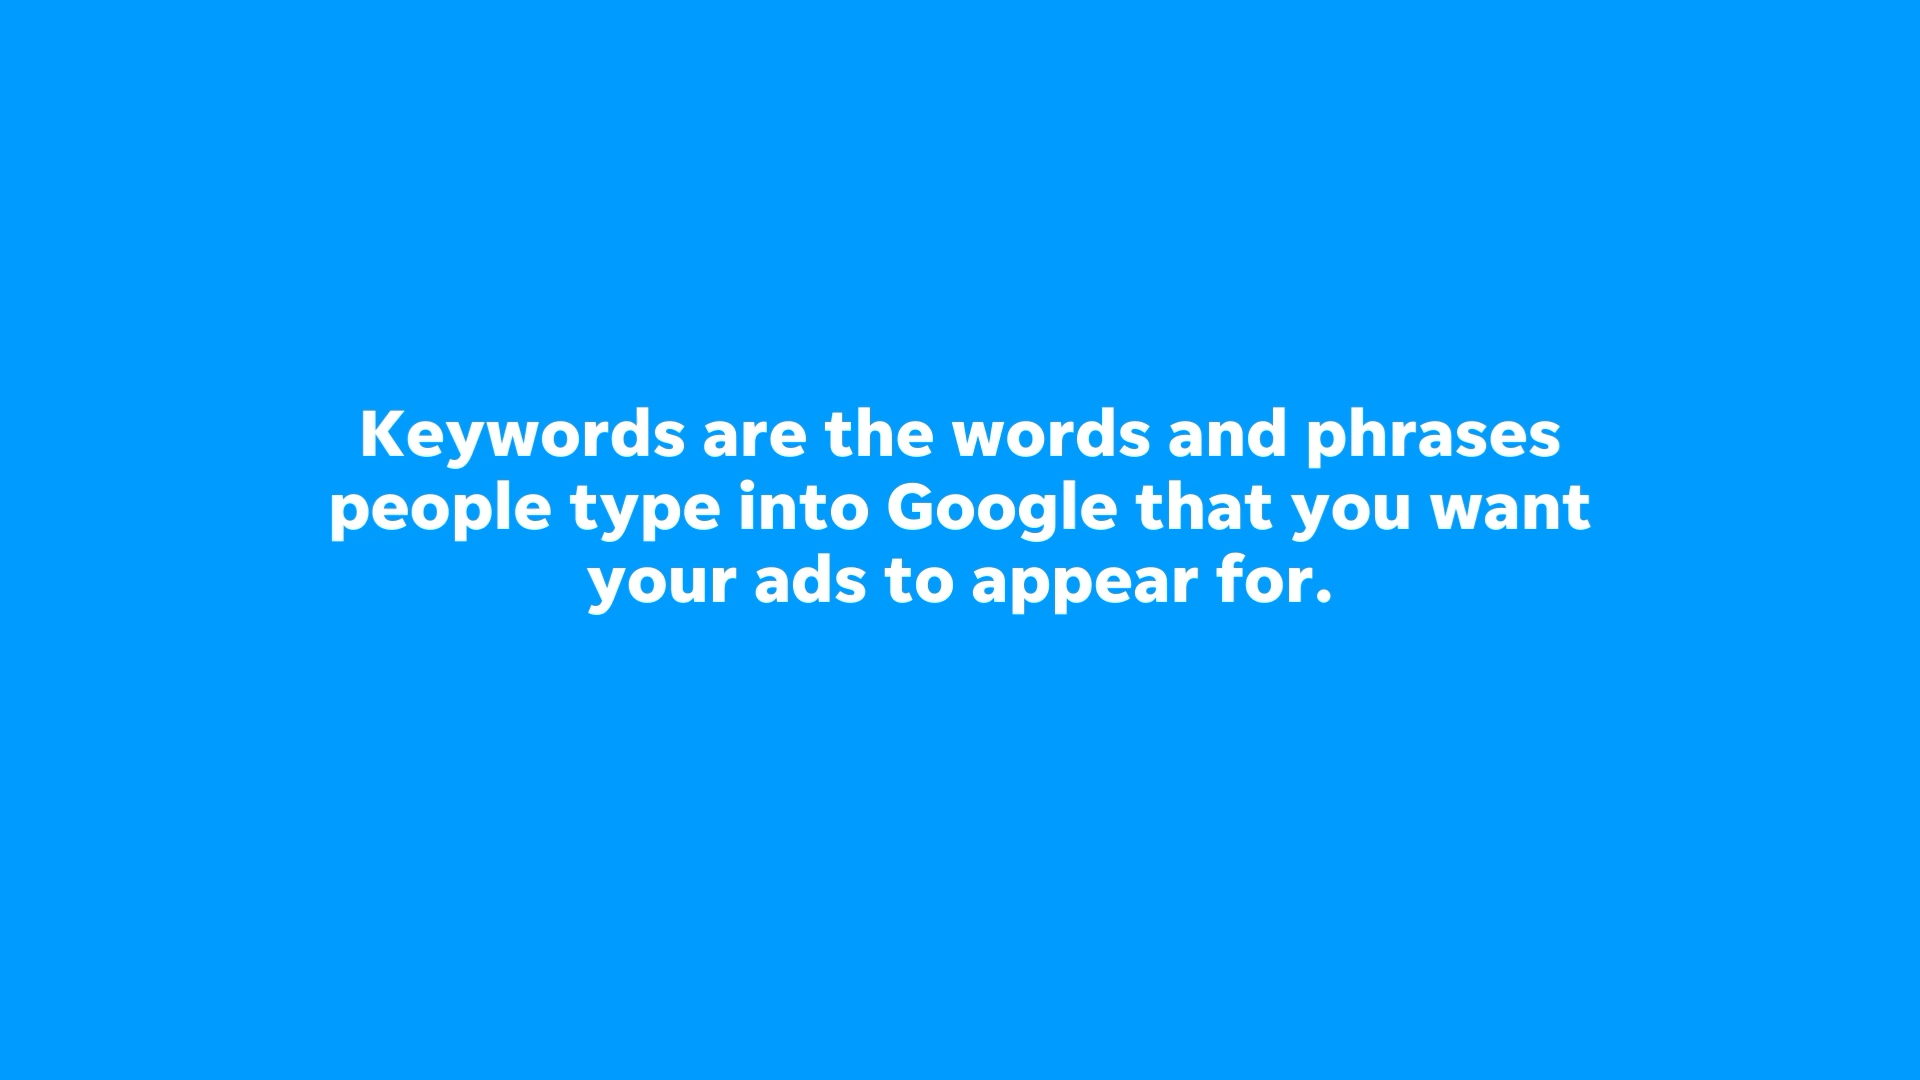 Keywords are the words and phrases
people type into Google that you want
your ads to appear for.